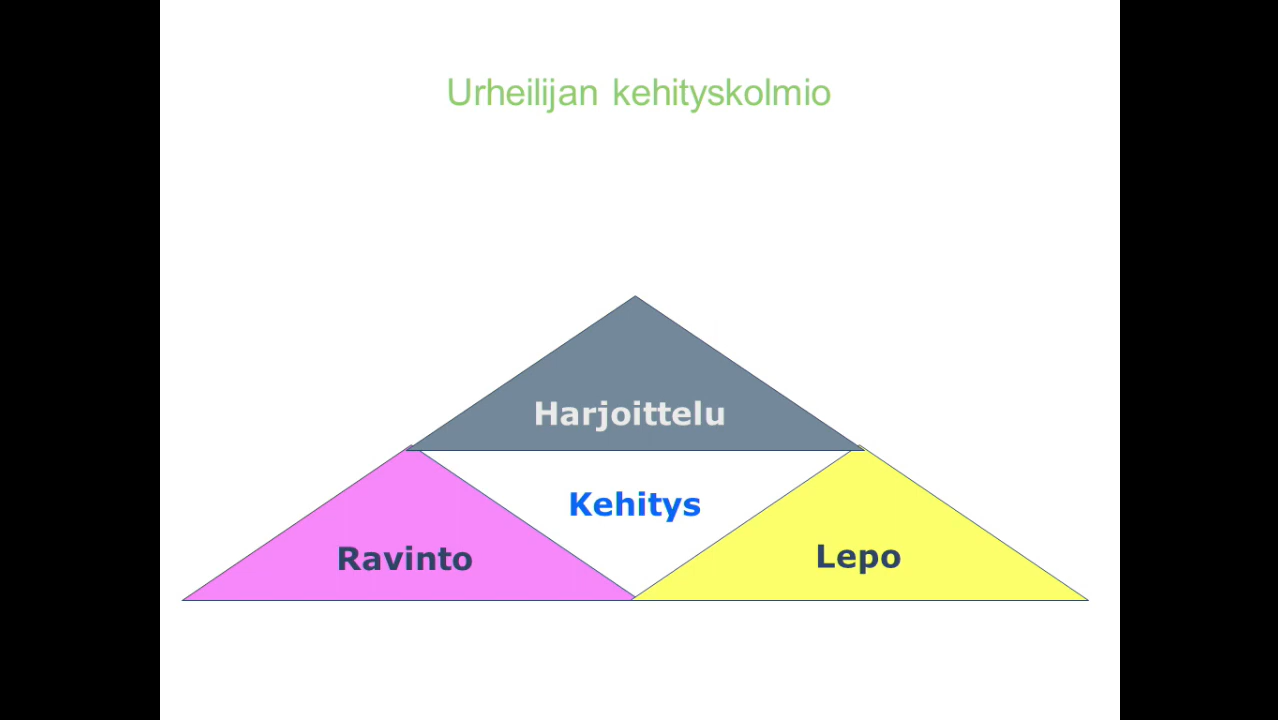 Urheilijan kehityskolmio
Harjoittelu
Kehitys
Ravinto
Lepo